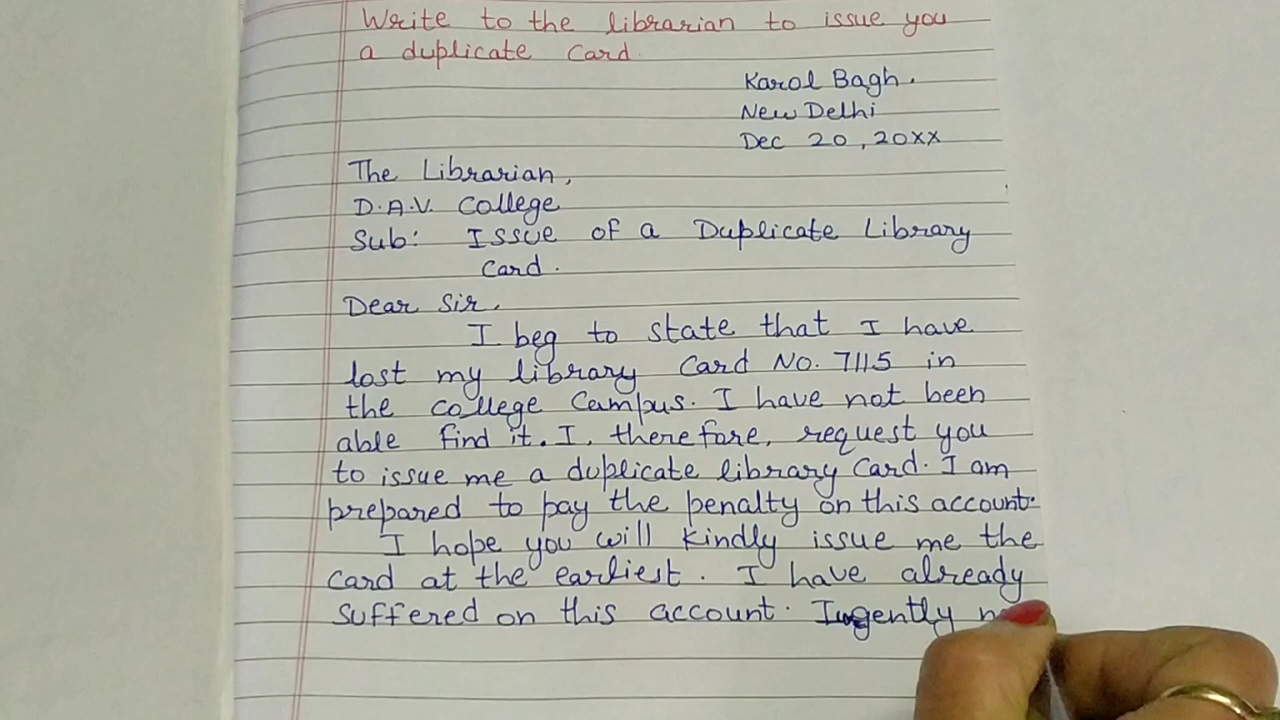 Write to the librarian to issue you
a duplicate Card.
Karol Bagh.
New Delhi
Dec 20, 20xx
The Librarian,
D.A.V. College
Sub: Issue of a Duplicate Library
Card.
Dear Sir,
I beg to state that I have
lost my library Card No. 7115 in
the college Campus. I have not been
able find it. I, therefore, request you
to issue me a duplicate library Card. I am
prepared to pay the penalty on this account.
I hope you will kindly issue me the
Card at the earliest. I have already
suffered on this account. I urgently